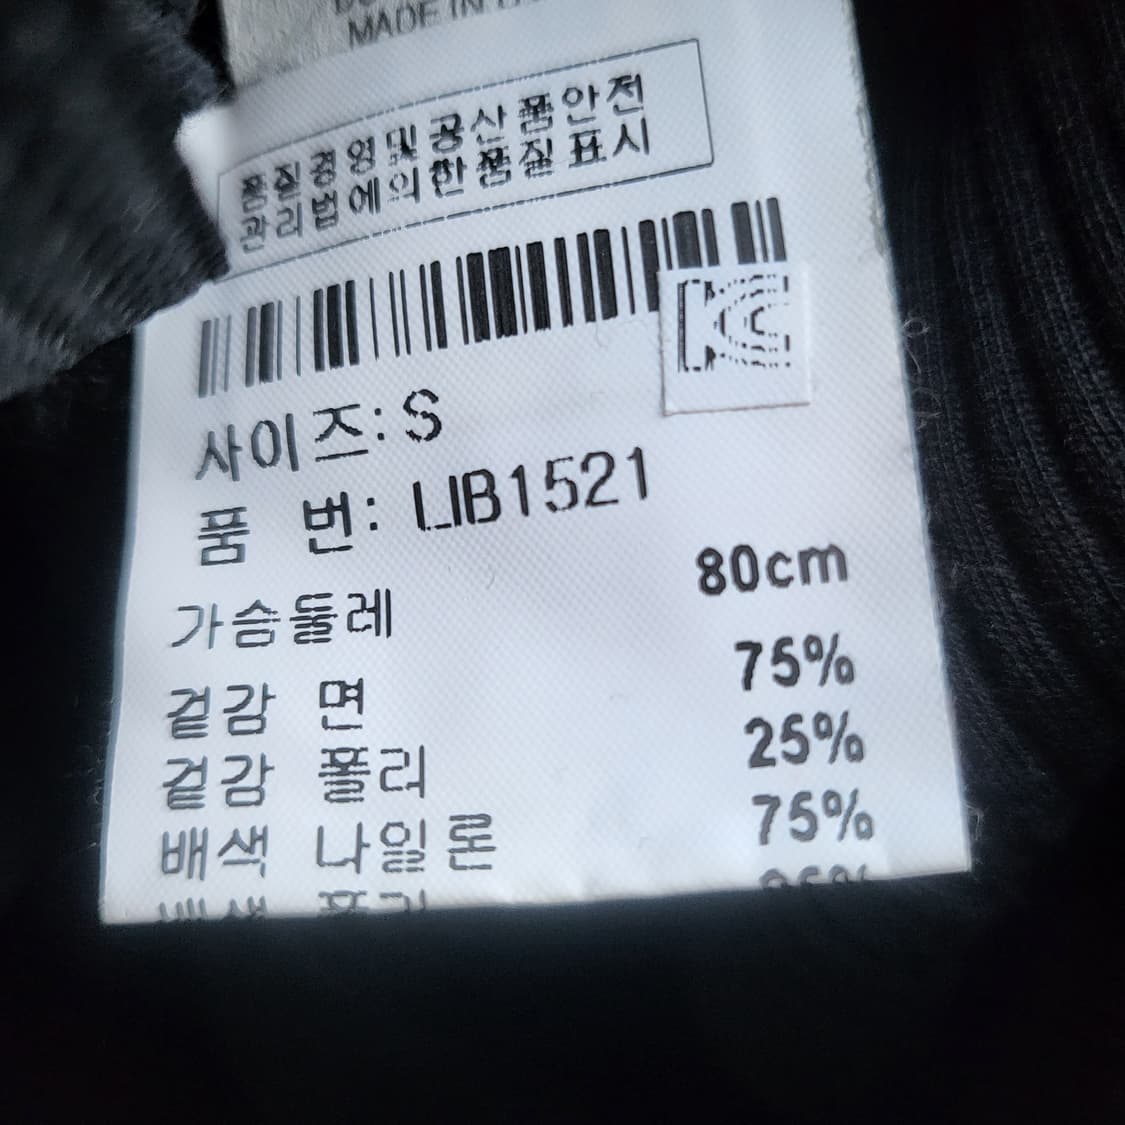 MADE IN
품질경영및 공산품안전
관리법에의한품질표시
사이즈: S
품 번: LIB1521
가슴둘레 80cm
겉감 면 75%
겉감 폴리 25%
배색 나일론 75%